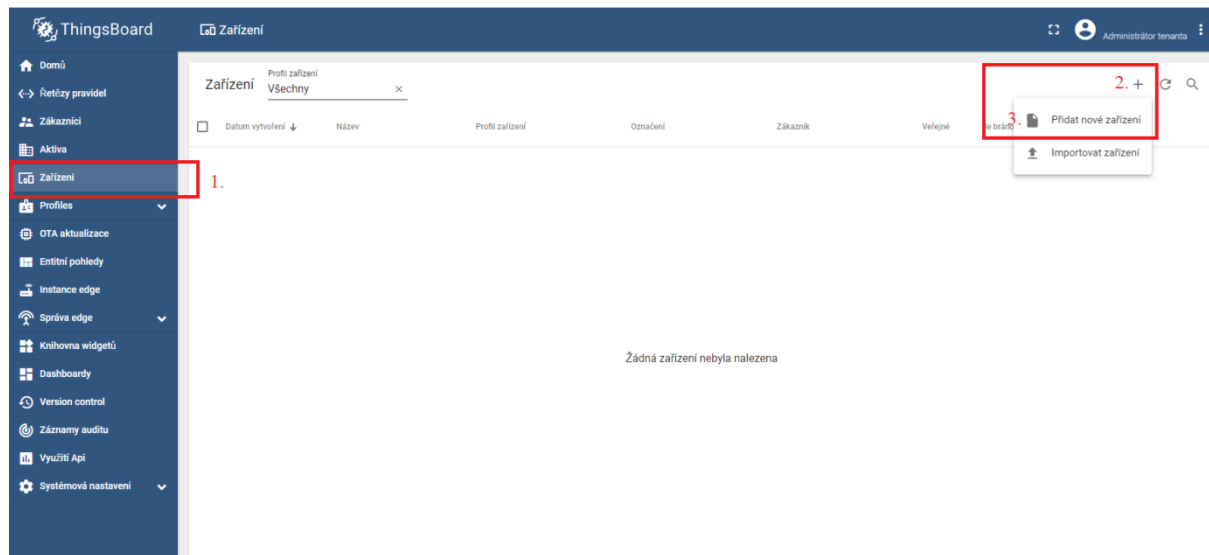 ThingsBoard
Zařízení
Administrátor tenanta
Domů
Řetězy pravidel
Zákazníci
Aktiva
Zařízení
Profiles
OTA aktualizace
Entitní pohledy
Instance edge
Správa edge
Knihovna widgetů
Dashboardy
Version control
Záznamy auditu
Využití Api
Systémová nastavení
1.
Zařízení
Profil zařízení
Všechny
2.
Datum vytvoření Název Profil zařízení Označení Zákazník Veřejné Je bránou
3. Přidat nové zařízení
Importovat zařízení
Žádná zařízení nebyla nalezena